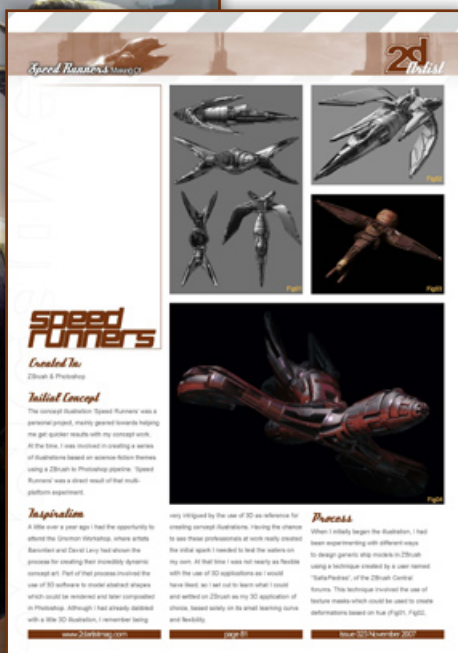 Speed Runners Making Of
2d Artist
Fig01
Fig02
Fig03
Fig04
speed
runners
Created In:
ZBrush & Photoshop
Initial Concept
The concept illustration 'Speed Runners' was a
personal project, mainly geared towards helping
me get quicker results with my concept work.
At the time, I was involved in creating a series
of illustrations based on science-fiction themes
using a ZBrush to Photoshop pipeline. 'Speed
Runners' was a direct result of that multi-
platform experiment.
Inspiration
A little over a year ago I had the opportunity to
attend the Gnomon Workshop, where artists
Barontieri and David Levy had shown the
process for creating their incredibly dynamic
concept art. Part of that process involved the
use of 3D software to model abstract shapes
which could be rendered and later composited
in Photoshop. Although I had already dabbled
with a little 3D illustration, I remember being
very intrigued by the use of 3D as reference for
creating concept illustrations. Having the chance
to see these professionals at work really created
the initial spark I needed to test the waters on
my own. At that time I was not nearly as flexible
with the use of 3D applications as I would
have liked, so I set out to learn what I could
and settled on ZBrush as my 3D application of
choice, based solely on its small learning curve
and flexibility.
Process
When I initially began the illustration, I had
been experimenting with different ways
to design generic ship models in ZBrush
using a technique created by a user named
of the ZBrush Central
forums. This technique involved the use of
texture masks which could be used to create
deformations based on hue (Fig01, Fig02,
www.2dartistmag.com
page 81
issue 023 November 2007